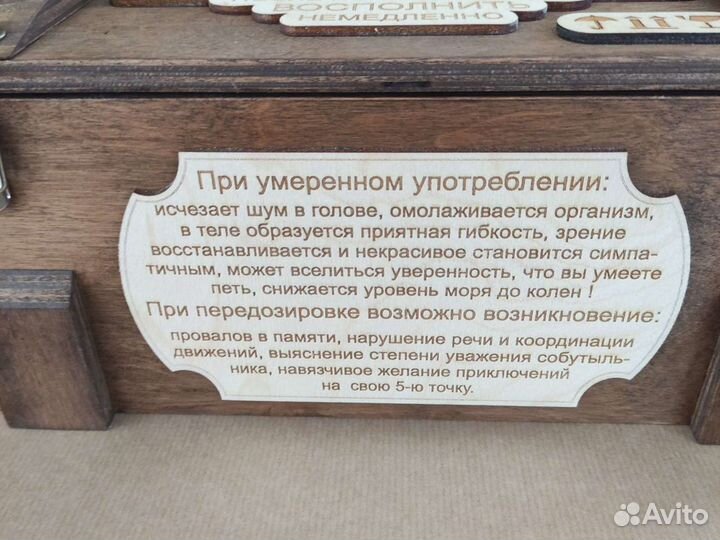 ВОСПОЛНИТЬ
НЕМЕДЛЕННО
При умеренном употреблении:
исчезает шум в голове, омолаживается организм,
в теле образуется приятная гибкость, зрение
восстанавливается и некрасивое становится симпа-
тичным, может вселиться уверенность, что вы умеете
петь, снижается уровень моря до колен !
При передозировке возможно возникновение:
провалов в памяти, нарушение речи и координации
движений, выяснение степени уважения собутыль-
ника, навязчивое желание приключений
на свою 5-ю точку.
Avito